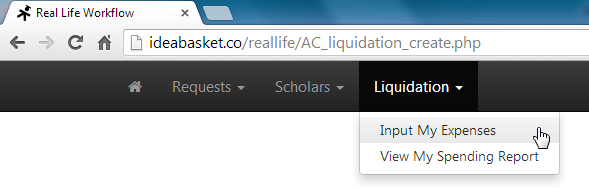 Real Life Workflow
ideabasket.co/reallife/AC_liquidation_create.php
Requests Scholars Liquidation
Input My Expenses
View My Spending Report